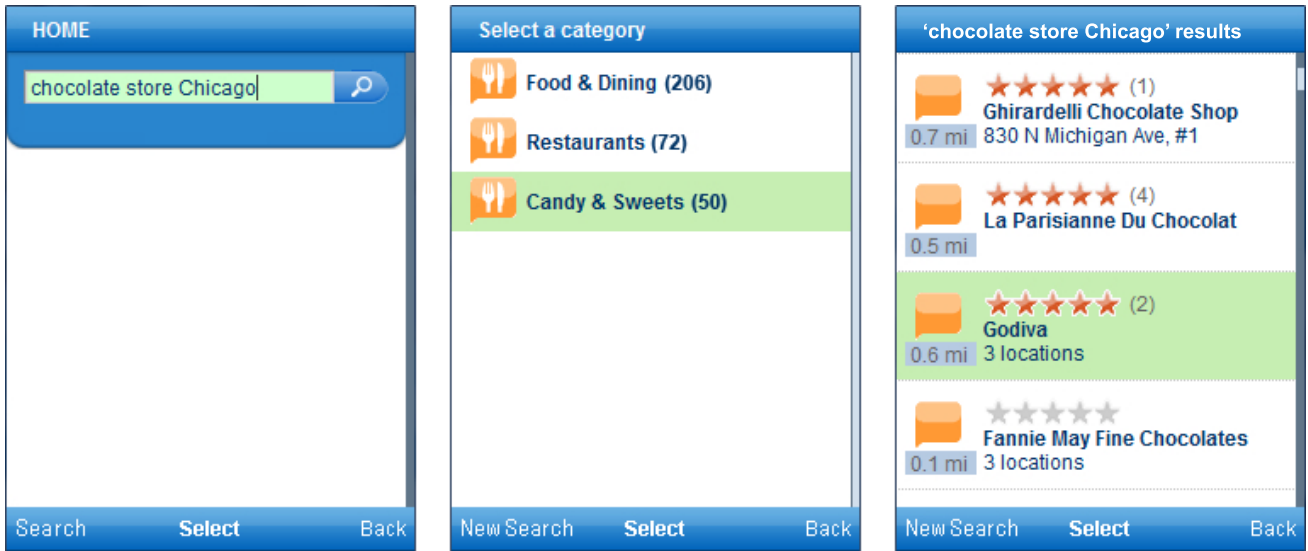 HOME
chocolate store Chicago
Search Select Back
Select a category
Food & Dining (206)
Restaurants (72)
Candy & Sweets (50)
New Search Select Back
‘chocolate store Chicago’ results
(1)
Ghirardelli Chocolate Shop
0.7 mi 830 N Michigan Ave, #1
(4)
La Parisianne Du Chocolat
0.5 mi
(2)
Godiva
0.6 mi 3 locations
Fannie May Fine Chocolates
0.1 mi 3 locations
New Search Select Back